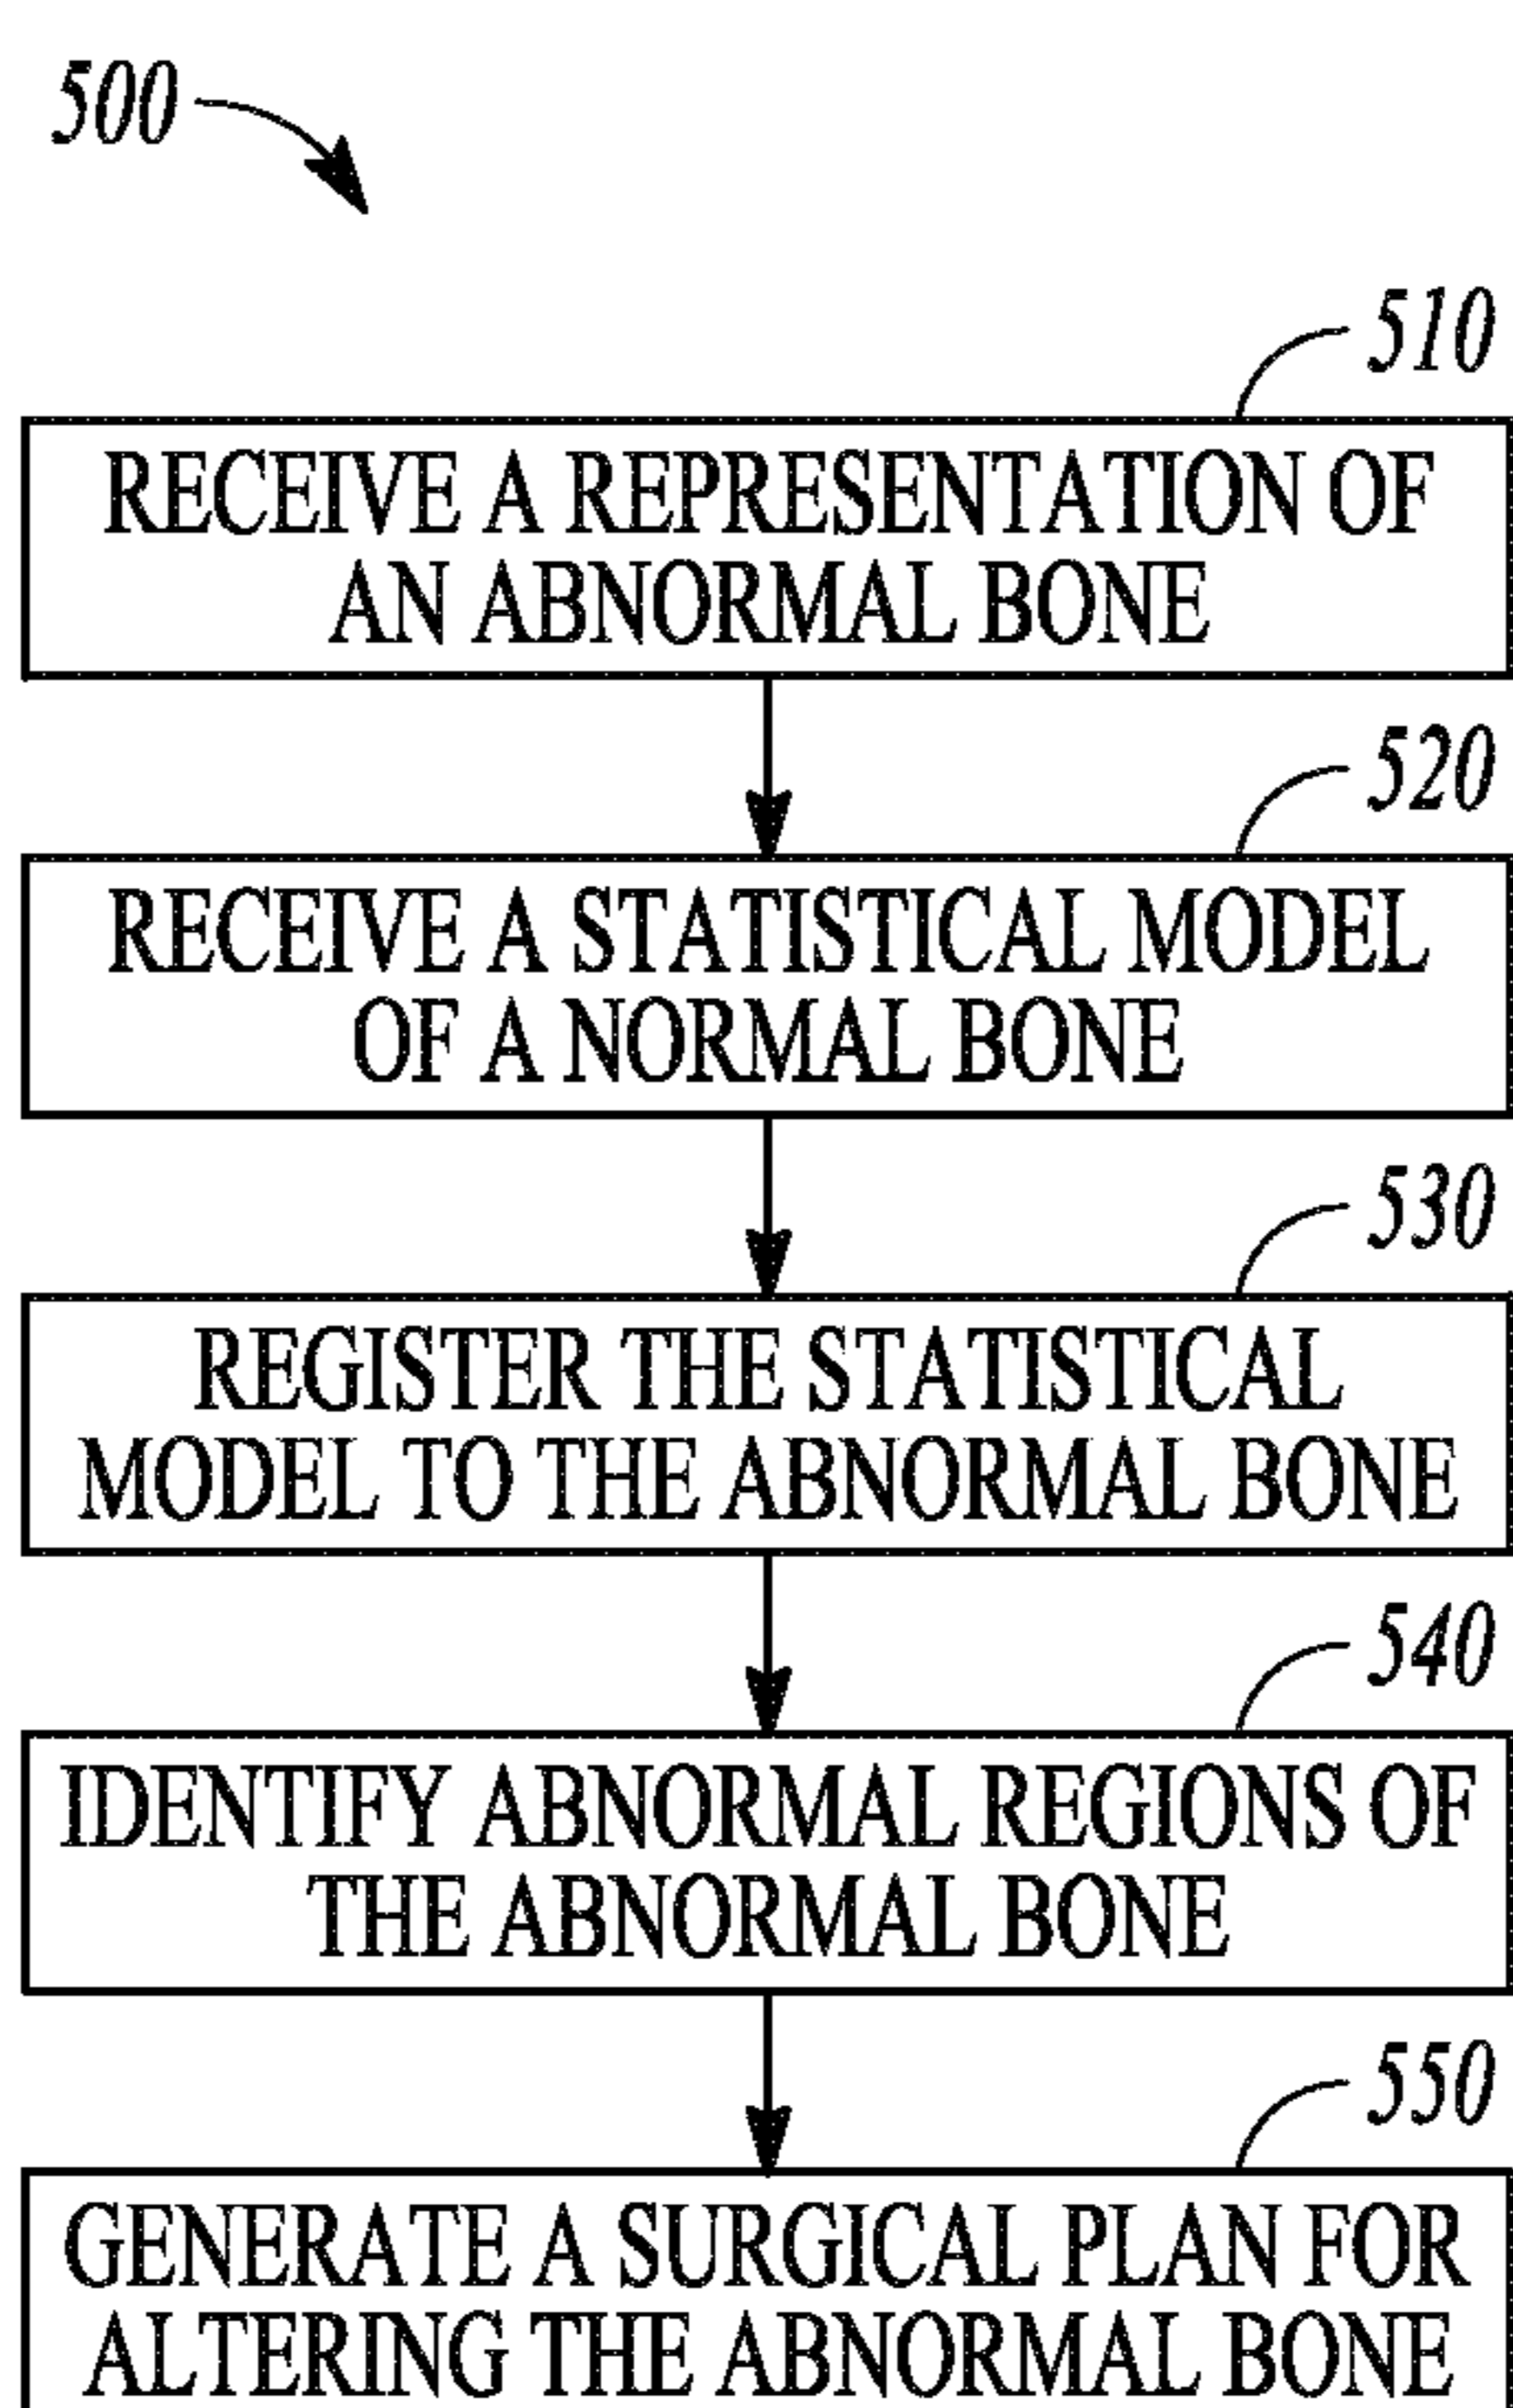 500
510
RECEIVE A REPRESENTATION OF
AN ABNORMAL BONE
520
RECEIVE A STATISTICAL MODEL
OF A NORMAL BONE
530
REGISTER THE STATISTICAL
MODEL TO THE ABNORMAL BONE
540
IDENTIFY ABNORMAL REGIONS OF
THE ABNORMAL BONE
550
GENERATE A SURGICAL PLAN FOR
ALTERING THE ABNORMAL BONE